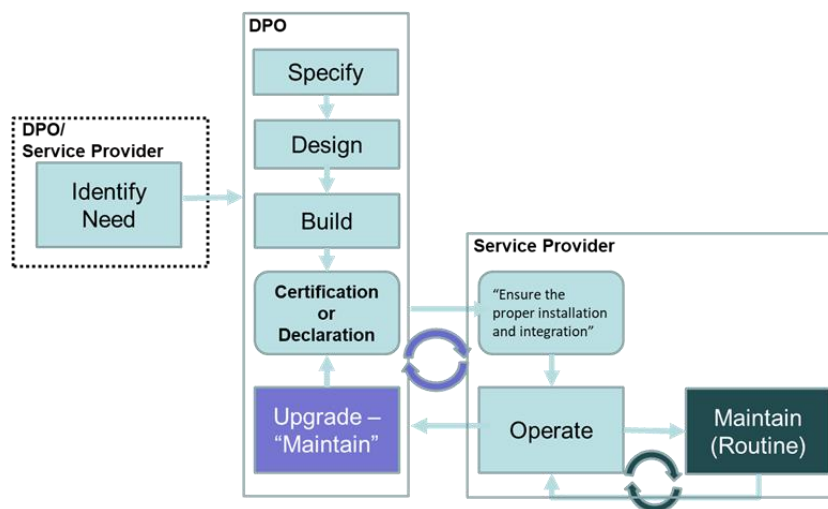 DPO
Specify
Design
Build
Certification
or
Declaration
Upgrade –
“Maintain”
DPO/
Service Provider
Identify
Need
Service Provider
“Ensure the
proper installation
and integration”
Operate
Maintain
(Routine)